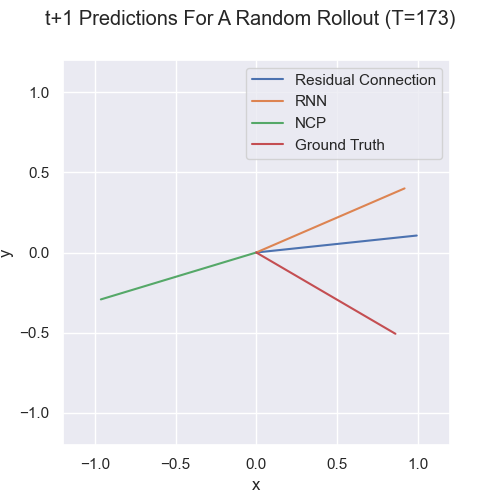 t+1 Predictions For A Random Rollout (T=173)
Residual Connection
RNN
NCP
Ground Truth
1.0
0.5
0.0
−0.5
−1.0
y
−1.0 −0.5 0.0 0.5 1.0
x